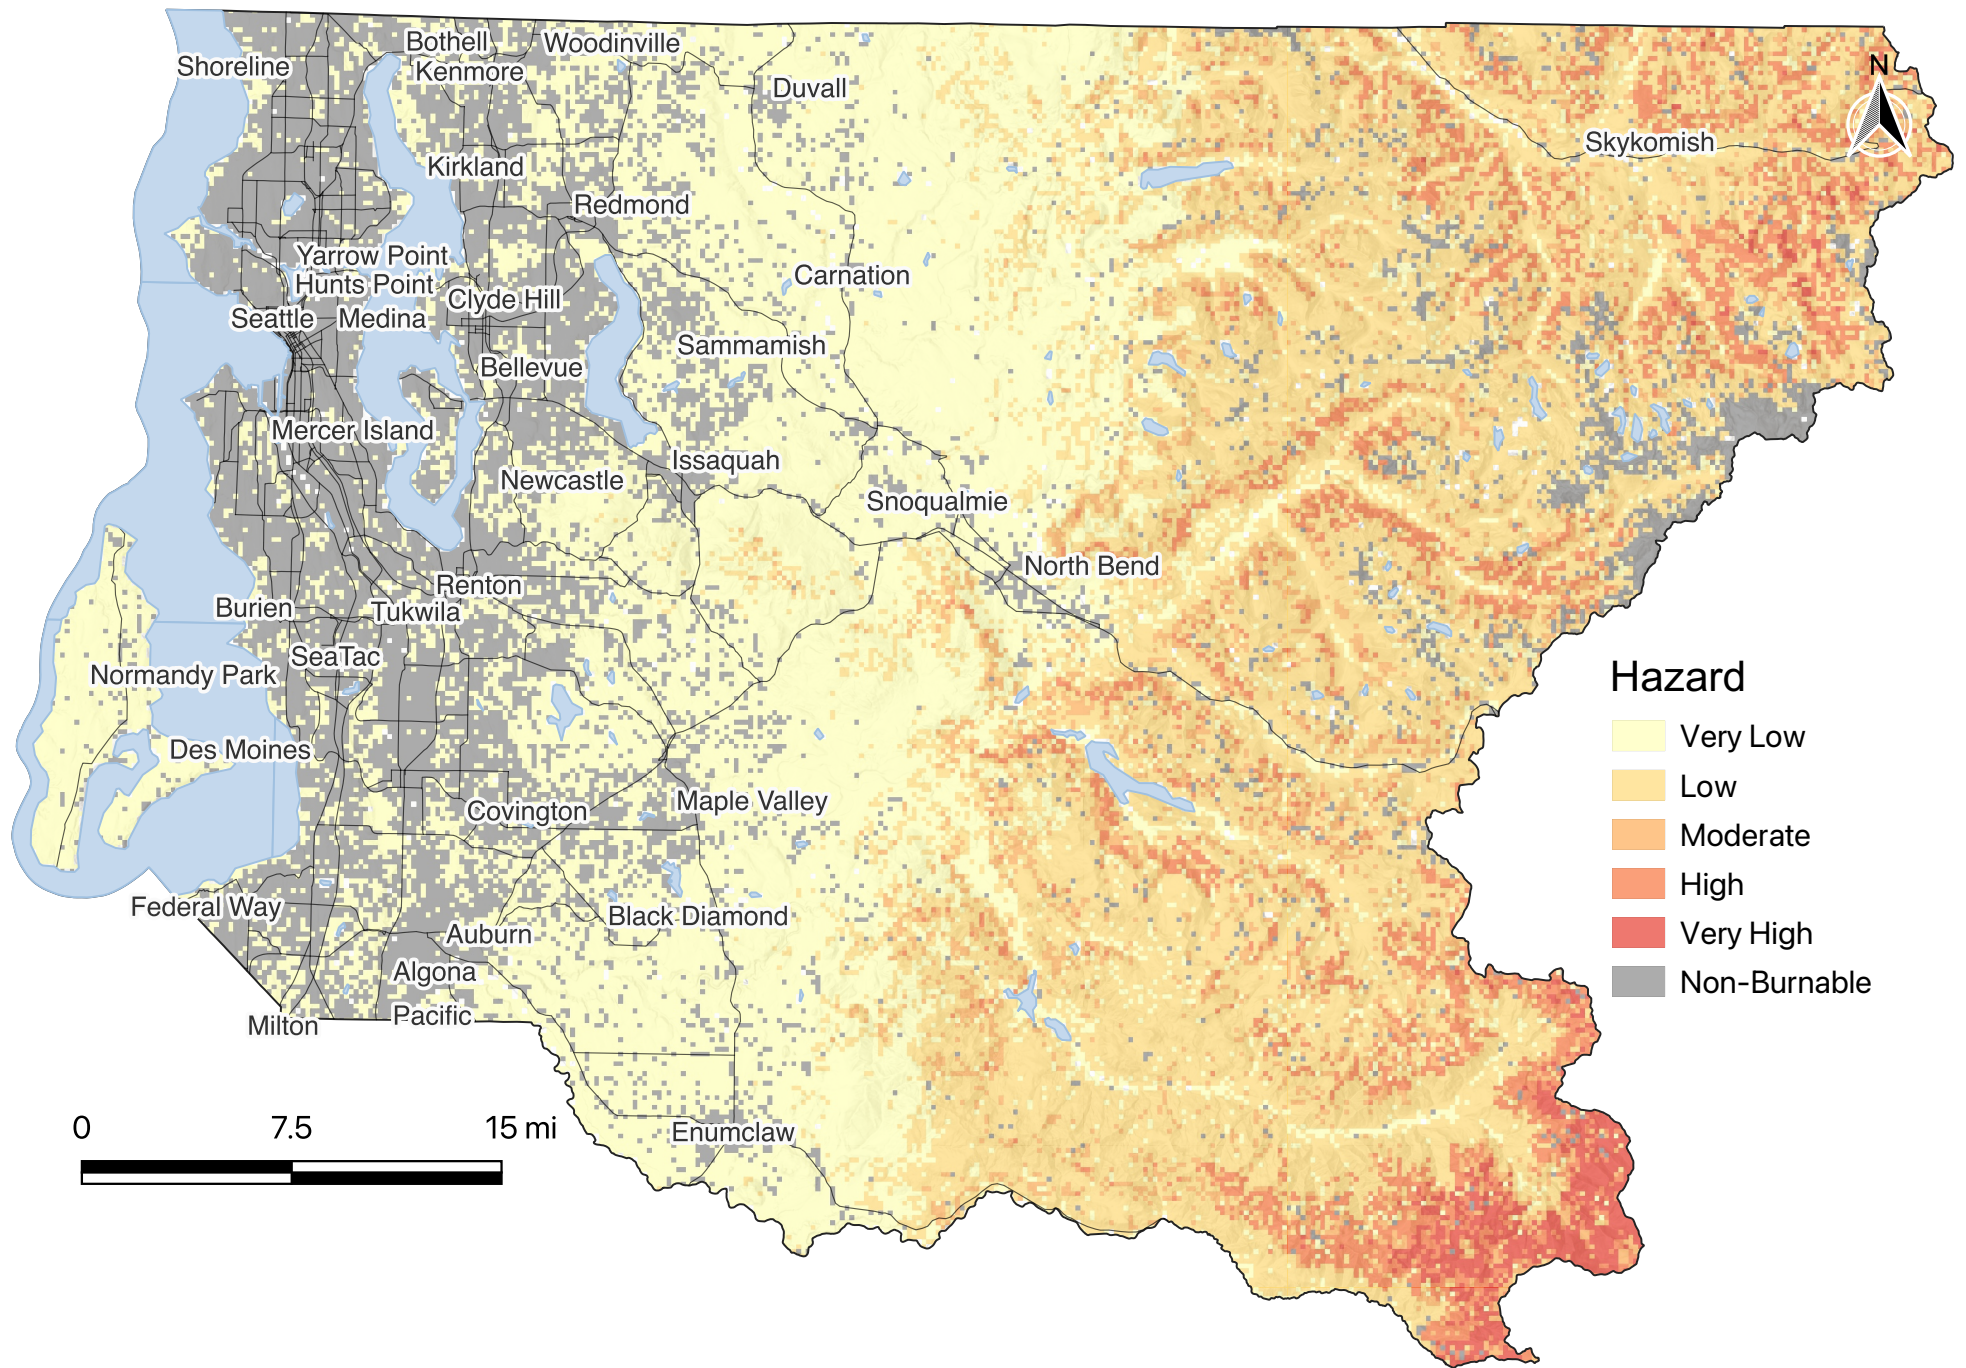 Bothell
Woodinville
Shoreline
Kenmore
Duvall
N
Skykomish
Kirkland
Redmond
Yarrow Point
Hunts Point
Carnation
Clyde Hill
Seattle
Medina
Sammamish
Bellevue
Mercer Island
Issaquah
Newcastle
Snoqualmie
North Bend
Renton
Burien
Tukwila
SeaTac
Normandy Park
Des Moines
Covington
Maple Valley
Federal Way
Black Diamond
Auburn
Algona
Pacific
Milton
Enumclaw
Hazard
Very Low
Low
Moderate
High
Very High
Non-Burnable
0 7.5 15 mi